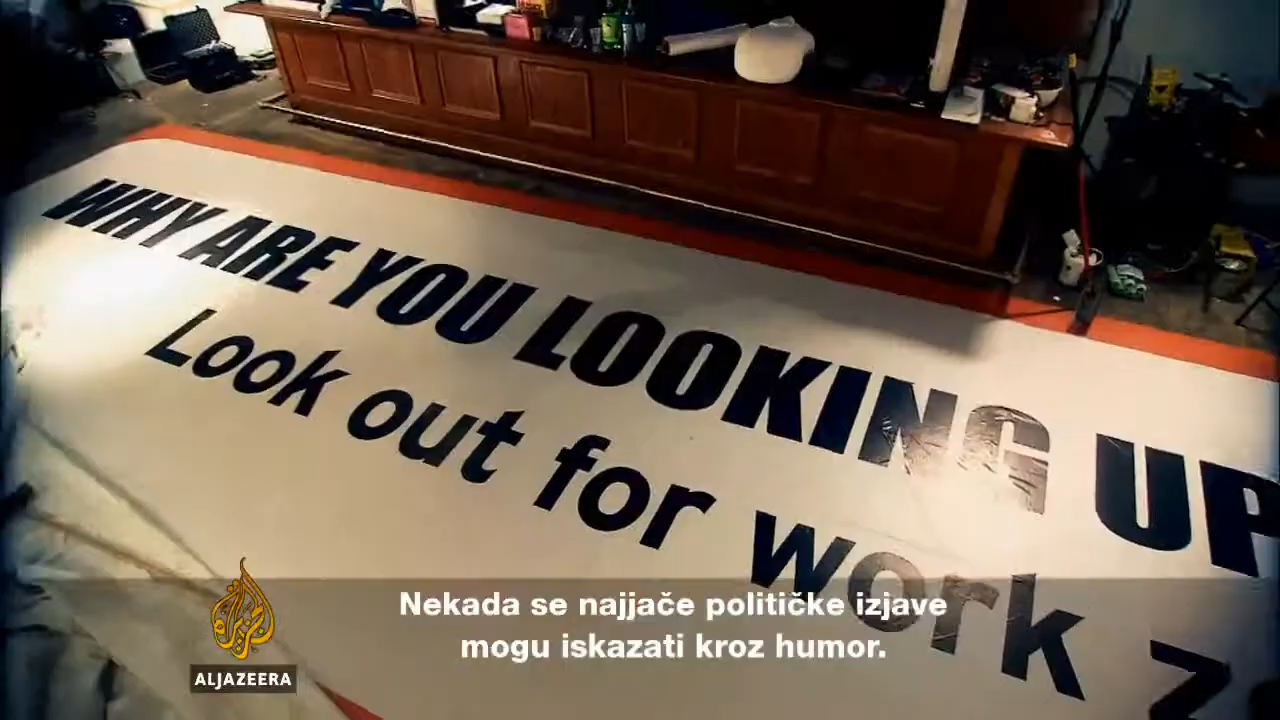 WHY ARE YOU LOOKING UP
Look out for work
Nekada se najjače političke izjave
mogu iskazati kroz humor.
ALJAZEERA